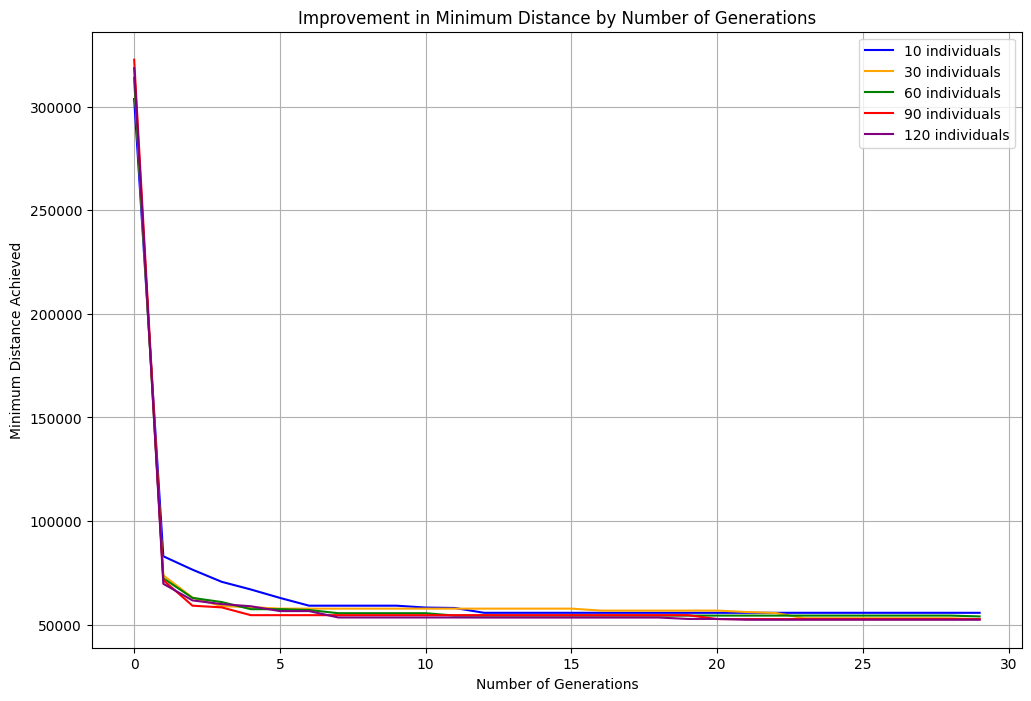 Improvement in Minimum Distance by Number of Generations
10 individuals
30 individuals
60 individuals
90 individuals
120 individuals
Minimum Distance Achieved
300000
250000
200000
150000
100000
50000
0 5 10 15 20 25 30
Number of Generations